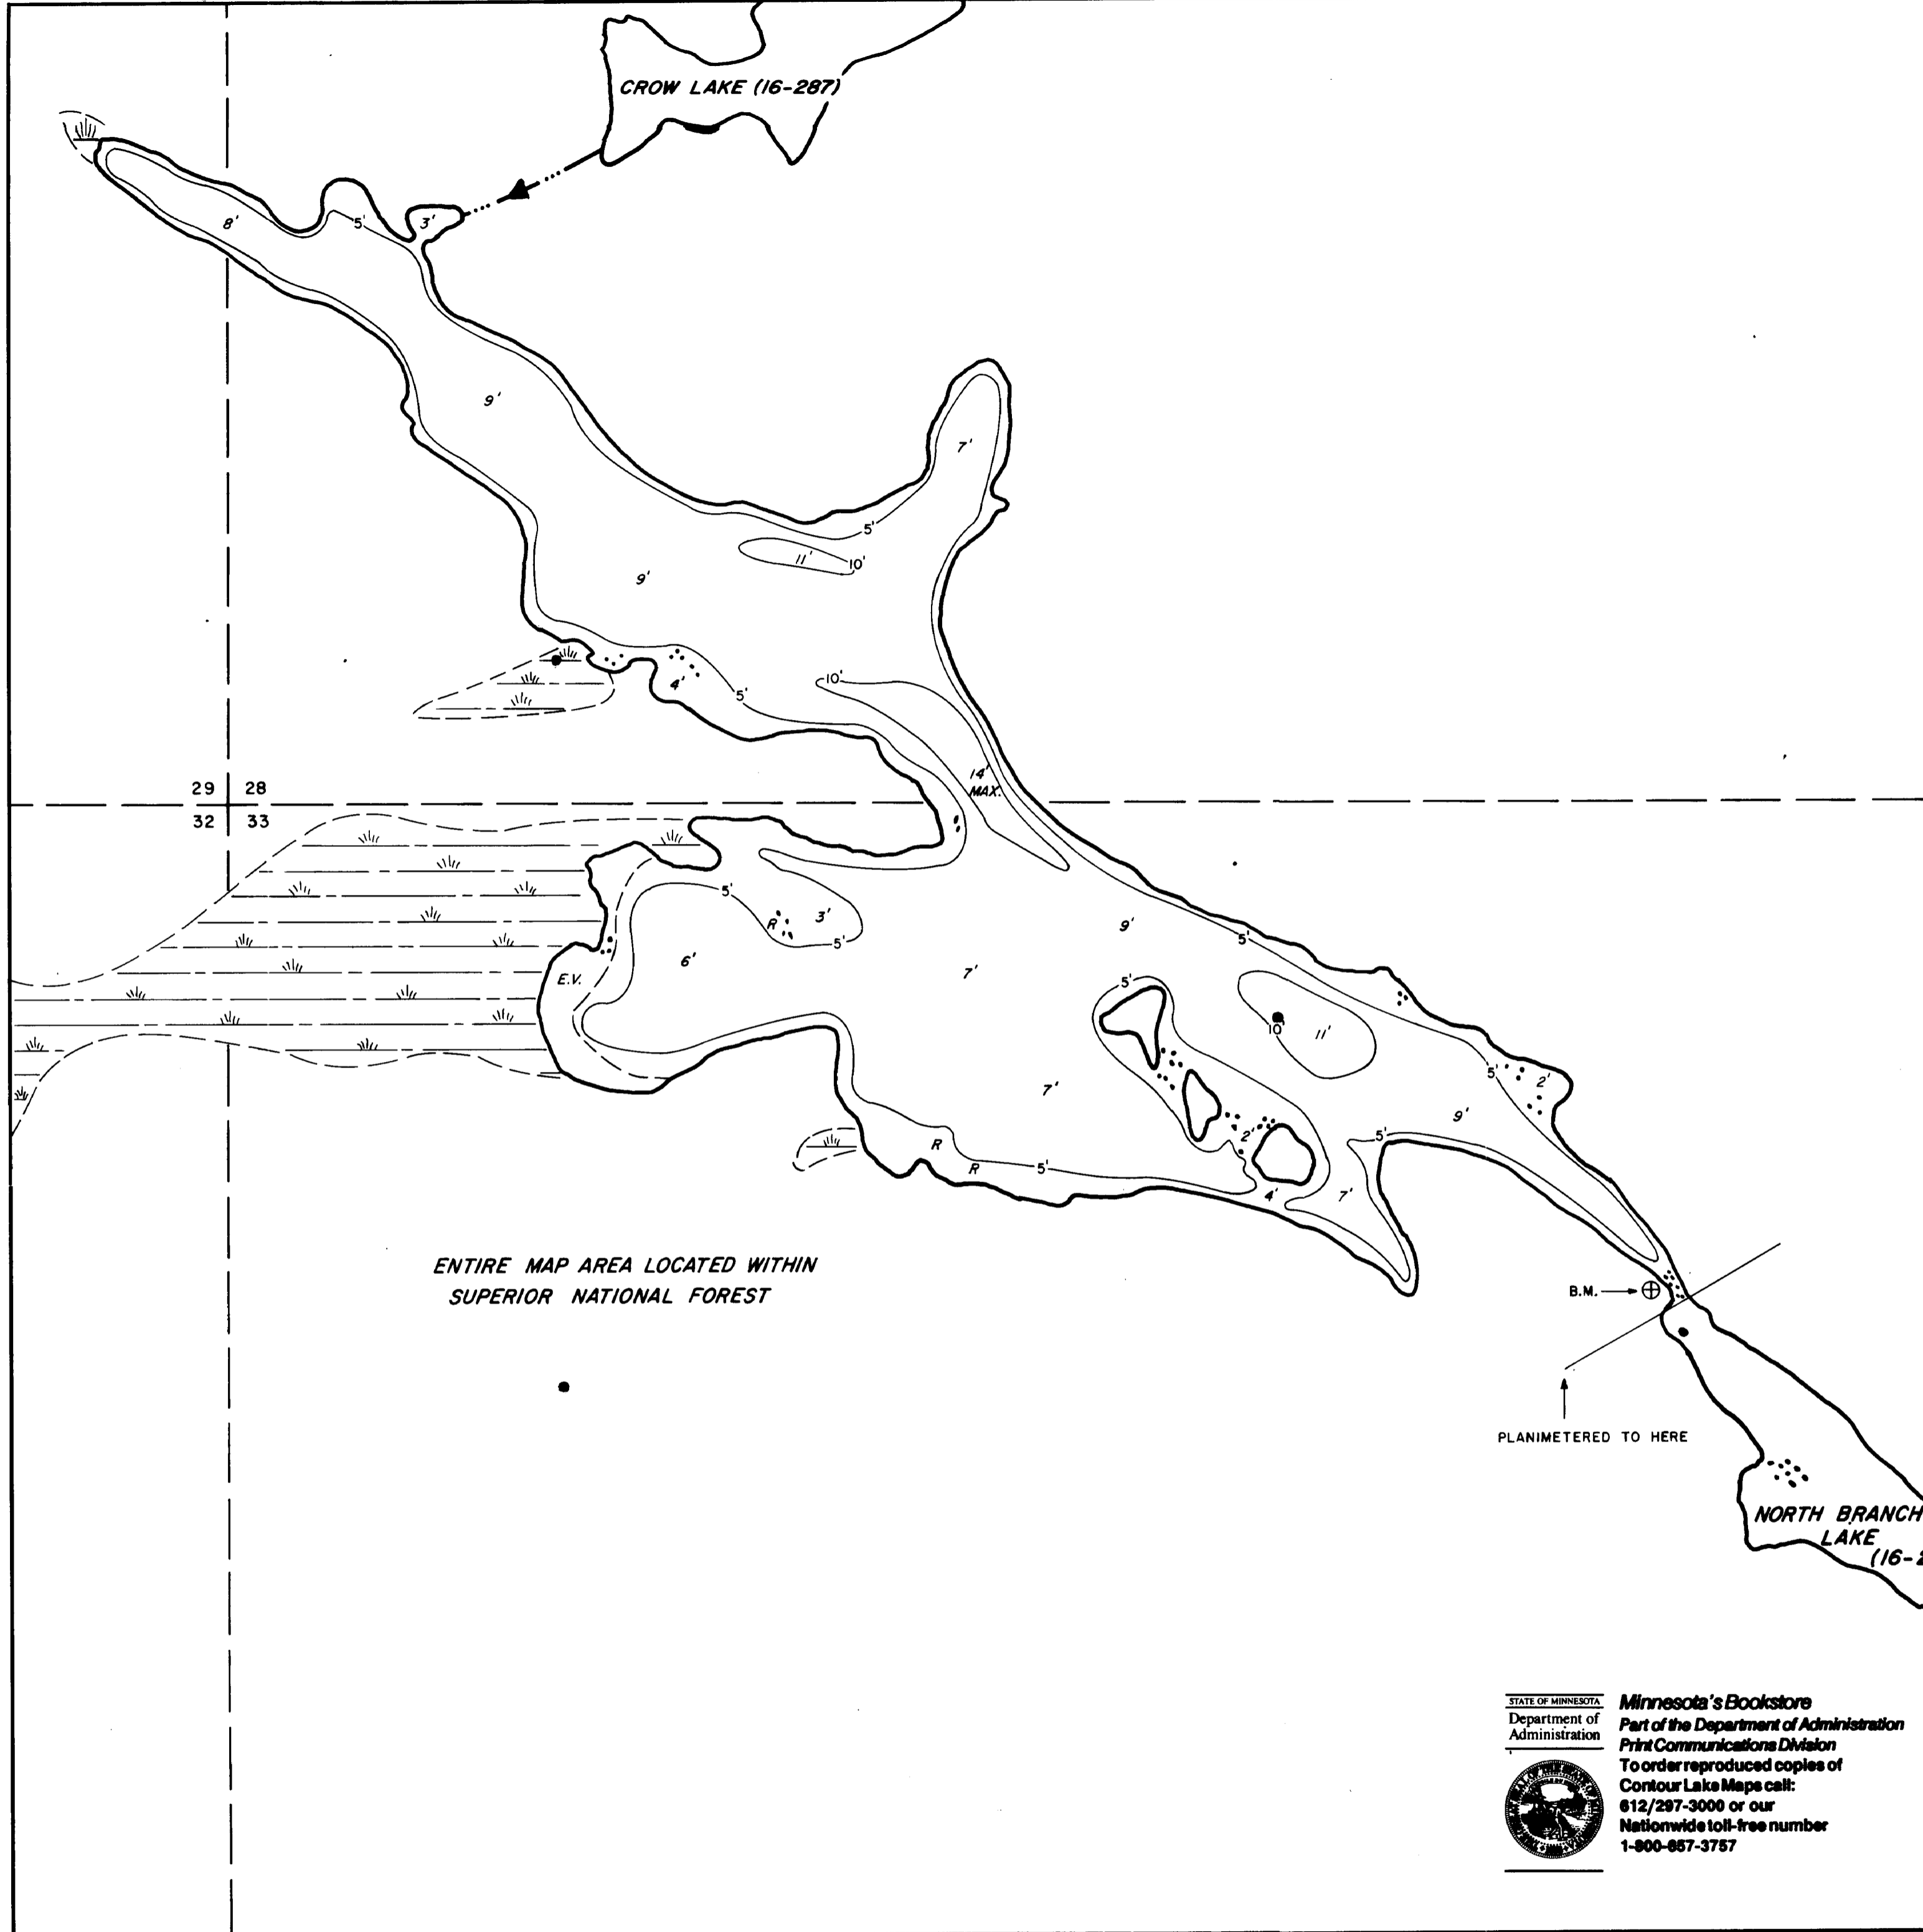 CROW LAKE (16-287)
8'
5'
3'
9'
7'
5'
11'
10'
9'
4'
5'
10'
14'
MAX.
29 28
32 33
5'
3'
R
5'
9'
5'
6'
E.V.
7'
5'
10'
11'
7'
5'
2'
9'
R
R
5'
2'
5'
4'
7'
ENTIRE MAP AREA LOCATED WITHIN
SUPERIOR NATIONAL FOREST
B.M.
PLANIMETERED TO HERE
NORTH BRANCH
LAKE
(16-2
STATE OF MINNESOTA
Department of
Administration
Minnesota's Bookstore
Part of the Department of Administration
Print Communications Division
To order reproduced copies of
Contour Lake Maps call:
612/297-3000 or our
Nationwide toll-free number
1-800-657-3757